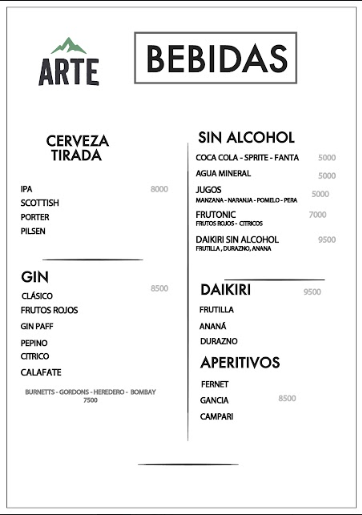 ARTE
BEBIDAS
CERVEZA
TIRADA
IPA 8000
SCOTTISH
PORTER
PILSEN
GIN
CLÁSICO 8500
FRUTOS ROJOS
GIN PAFF
PEPINO
CITRICO
CALAFATE
BURNETTS - GORDONS - HEREDERO - BOMBAY
7500
SIN ALCOHOL
COCA COLA - SPRITE - FANTA 5000
AGUA MINERAL 5000
JUGOS 5000
MANZANA - NARANJA - POMELO - PERA
FRUTONIC 7000
FRUTOS ROJOS - CITRICOS
DAIKIRI SIN ALCOHOL 9500
FRUTILLA , DURAZNO, ANANA
DAIKIRI 9500
FRUTILLA
ANANÁ
DURAZNO
APERITIVOS
FERNET
GANCIA 8500
CAMPARI